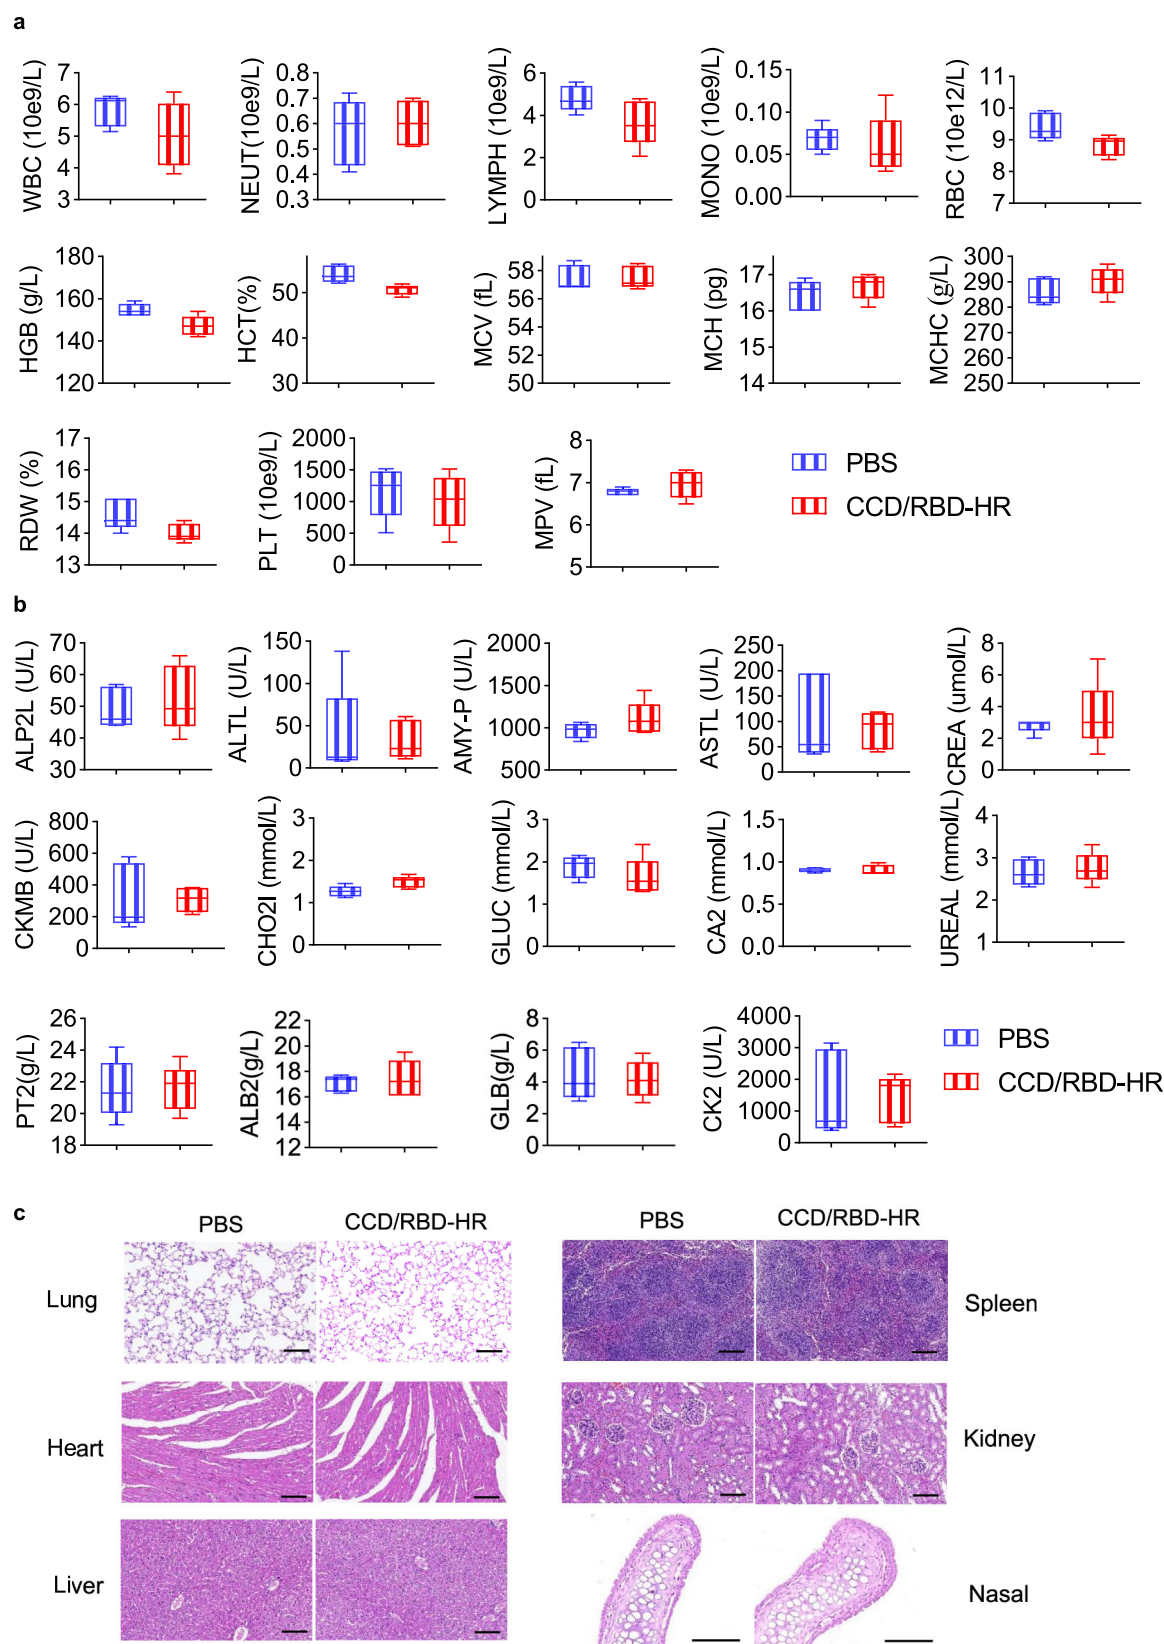 a
WBC (10e9/L)
7
6
5
4
3
NEUT(10e9/L)
0.8
0.7
0.6
0.5
0.4
0.3
LYMPH (10e9/L)
6
4
2
0
MONO (10e9/L)
0.15
0.10
0.05
0.00
RBC (10e12/L)
11
10
9
8
7
HGB (g/L)
180
160
140
120
HCT(%)
50
40
30
MCV (fL)
58
56
54
52
50
MCH (pg)
17
16
15
14
MCHC (g/L)
300
290
280
270
260
250
RDW (%)
17
16
15
14
13
PLT (10e9/L)
2000
1500
1000
500
0
MPV (fL)
8
7
6
5
PBS
CCD/RBD-HR
b
ALP2L (U/L)
70
60
50
40
30
ALTL (U/L)
150
100
50
0
AMY-P (U/L)
2000
1500
1000
500
ASTL (U/L)
250
200
150
100
50
0
CREA (umol/L)
8
6
4
2
0
CKMB (U/L)
800
600
400
200
0
CHO2I (mmol/L)
3
2
1
0
GLUC (mmol/L)
3
2
1
0
CA2 (mmol/L)
1.5
1.0
0.5
0.0
UREAL (mmol/L)
4
3
2
1
PT2(g/L)
26
24
22
20
18
ALB2(g/L)
22
20
18
16
14
12
GLB(g/L)
8
6
4
2
0
CK2 (U/L)
4000
3000
2000
1000
0
PBS
CCD/RBD-HR
c
PBS
CCD/RBD-HR
PBS
CCD/RBD-HR
Lung
Spleen
Heart
Kidney
Liver
Nasal